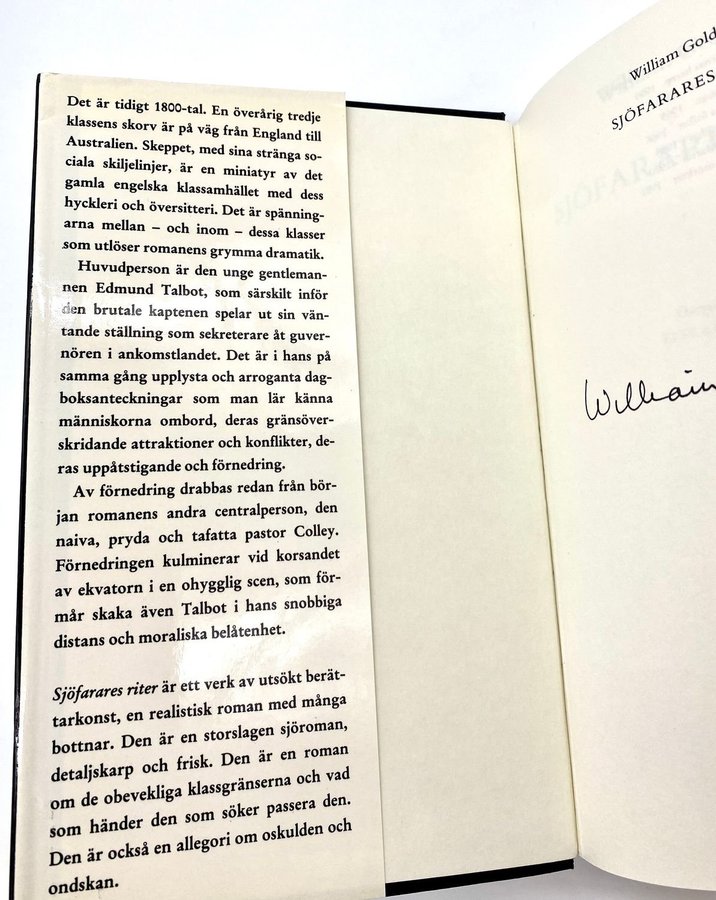 Det är tidigt 1800-tal. En överårig tredje
klassens skorv är på väg från England till
Australien. Skeppet, med sina stränga so-
ciala skiljelinjer, är en miniatyr av det
gamla engelska klassamhället med dess
hyckleri och översitteri. Det är spänning-
arna mellan – och inom – dessa klasser
som utlöser romanens grymma dramatik.
Huvudperson är den unge gentleman-
nen Edmund Talbot, som särskilt inför
den brutale kaptenen spelar ut sin vän-
tande ställning som sekreterare åt guver-
nören i ankomstlandet. Det är i hans på
samma gång upplysta och arroganta dag-
boksanteckningar som man lär känna
människorna ombord, deras gränsöver-
skridande attraktioner och konflikter, de-
ras uppåtstigande och förnedring.
Av förnedring drabbas redan från bör-
jan romanens andra centralperson, den
naiva, pryda och tafatta pastor Colley.
Förnedringen kulminerar vid korsandet
av ekvatorn i en ohygglig scen, som för-
mår skaka även Talbot i hans snobbiga
distans och moraliska belåtenhet.
Sjöfarares riter är ett verk av utsökt berät-
tarkonst, en realistisk roman med många
bottnar. Den är en storslagen sjöroman,
detaljskarp och frisk. Den är en roman
om de obevekliga klassgränserna och vad
som händer den som söker passera den.
Den är också en allegori om oskulden och
ondskan.
William Gold
SJÖFARARES
William